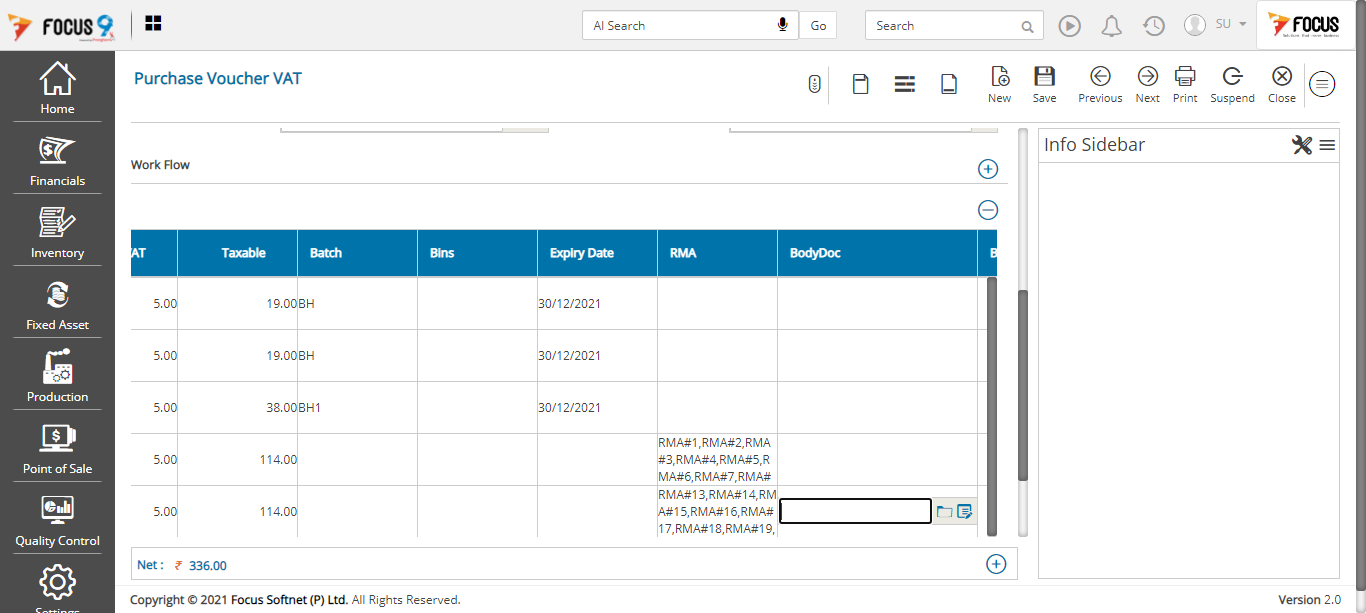 FOCUS 9
AI Search
Go
Search
SU
FOCUS
Home
Financials
Inventory
Fixed Asset
Production
Point of Sale
Quality Control
Settings
Purchase Voucher VAT
New
Save
Previous
Next
Print
Suspend
Close
Work Flow
Info Sidebar
/AT Taxable Batch Bins Expiry Date RMA BodyDoc B
5.00 19.00 BH 30/12/2021
5.00 19.00 BH 30/12/2021
5.00 38.00 BH1 30/12/2021
5.00 114.00
RMA#1,RMA#2,RMA
#3,RMA#4,RMA#5,R
MA#6,RMA#7,RMA#
5.00 114.00
RMA#13,RMA#14,RM
A#15,RMA#16,RMA#
17,RMA#18,RMA#19,
Net : ₹ 336.00
Copyright © 2021 Focus Softnet (P) Ltd. All Rights Reserved.
Version 2.0